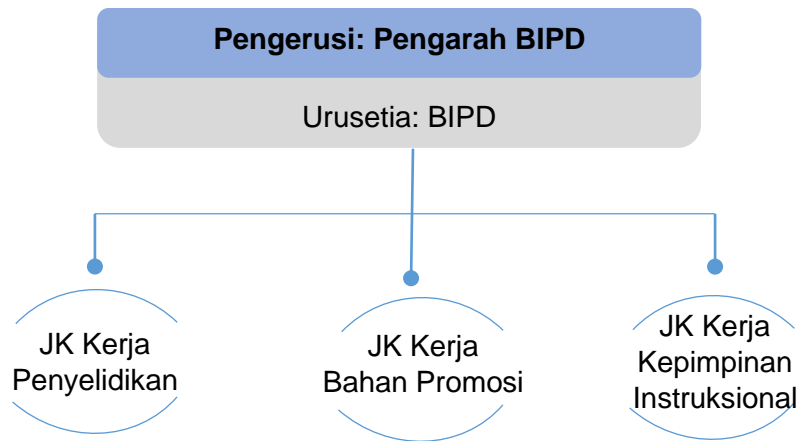 Pengerusi: Pengarah BIPD
Urusetia: BIPD
JK Kerja
Penyelidikan
JK Kerja
Bahan Promosi
JK Kerja
Kepimpinan
Instruksional